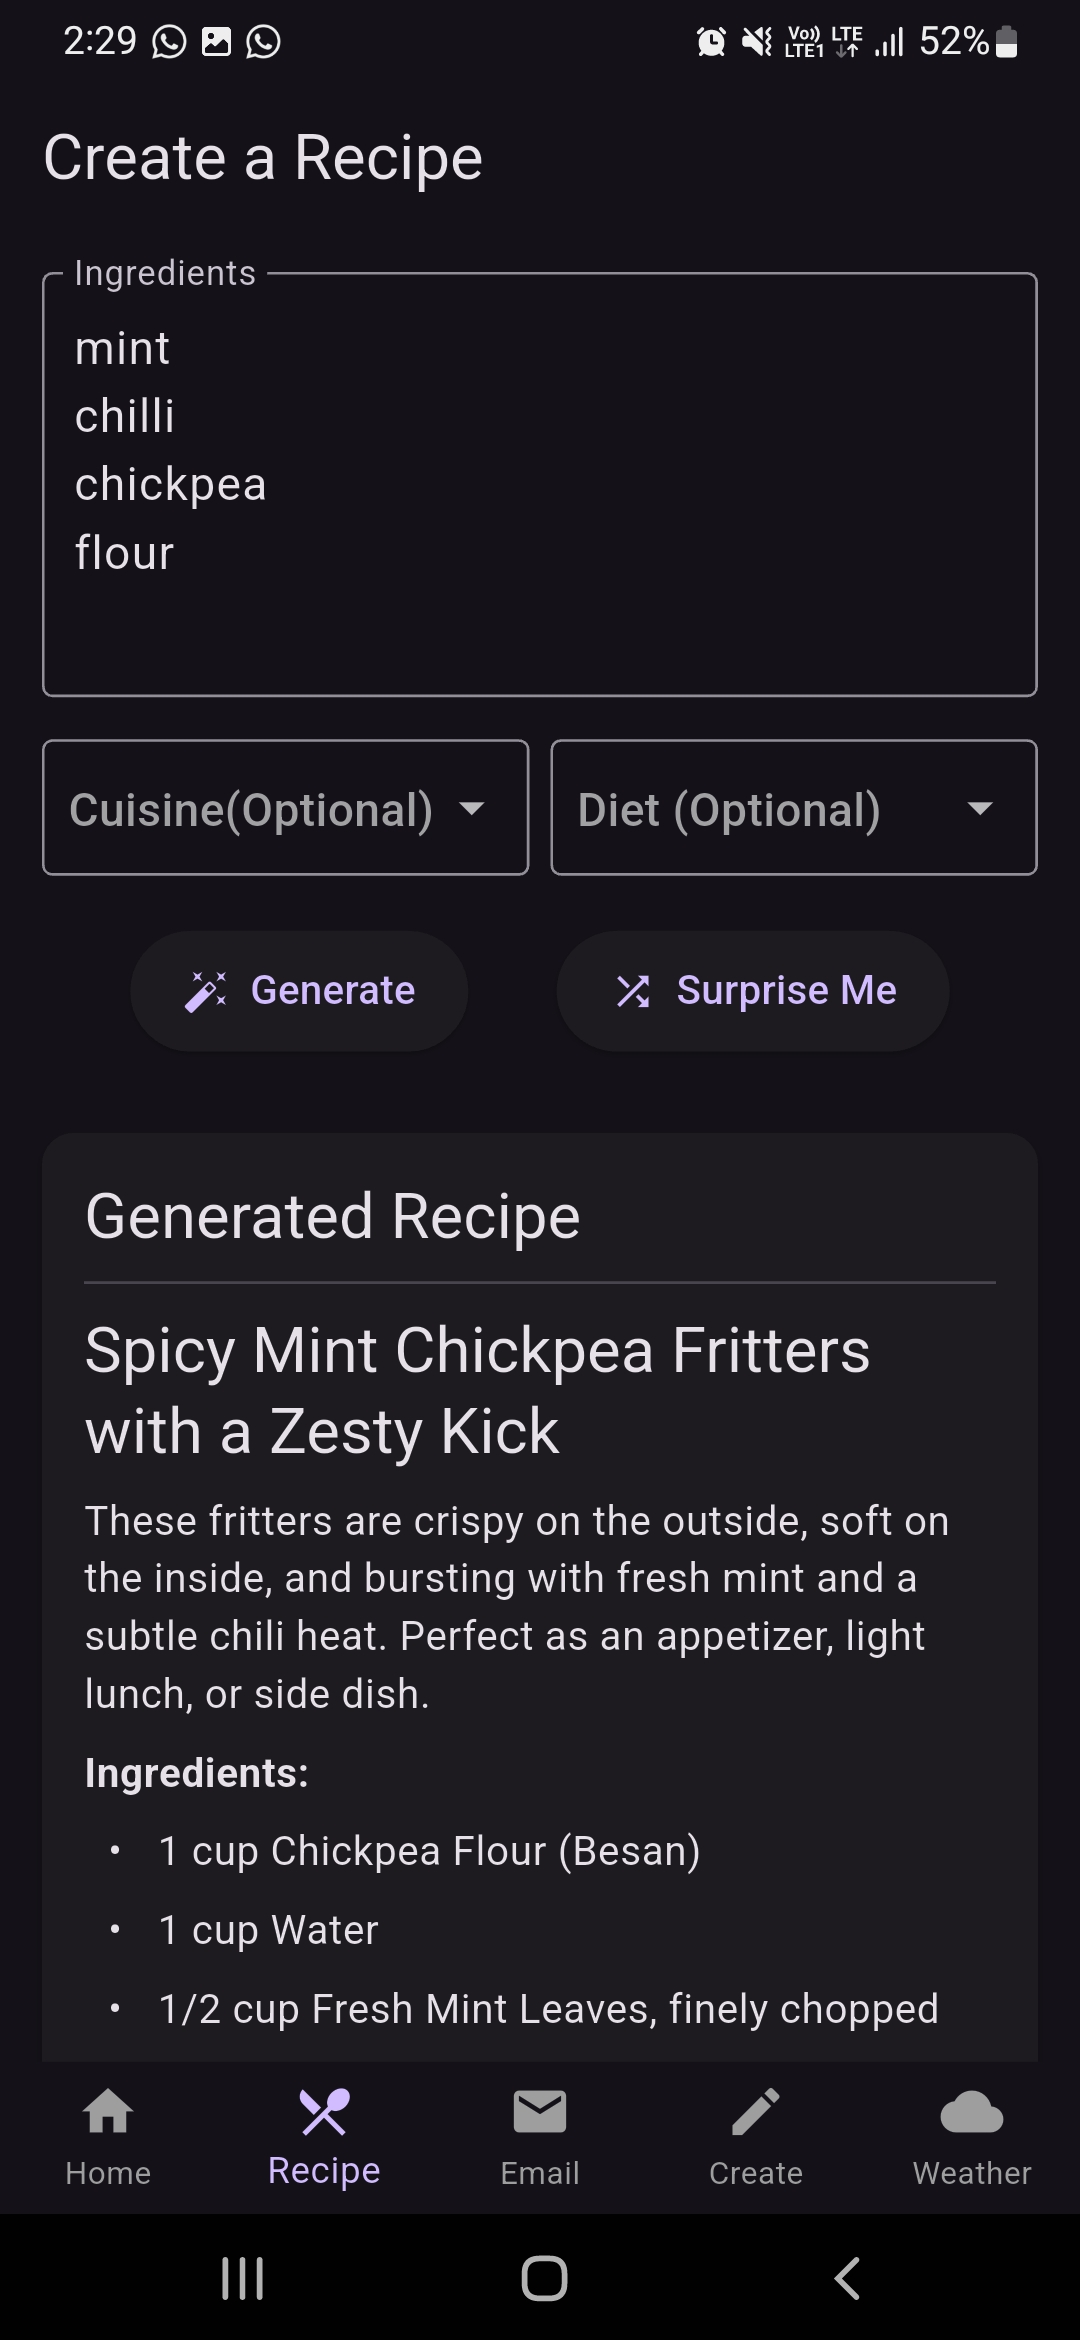 2:29
Vo)) LTE1
LTE
52%
Create a Recipe
Ingredients
mint
chilli
chickpea
flour
Cuisine(Optional)
Diet (Optional)
Generate
Surprise Me
Generated Recipe
Spicy Mint Chickpea Fritters
with a Zesty Kick
These fritters are crispy on the outside, soft on
the inside, and bursting with fresh mint and a
subtle chili heat. Perfect as an appetizer, light
lunch, or side dish.
Ingredients:
• 1 cup Chickpea Flour (Besan)
• 1 cup Water
• 1/2 cup Fresh Mint Leaves, finely chopped
Home
Recipe
Email
Create
Weather